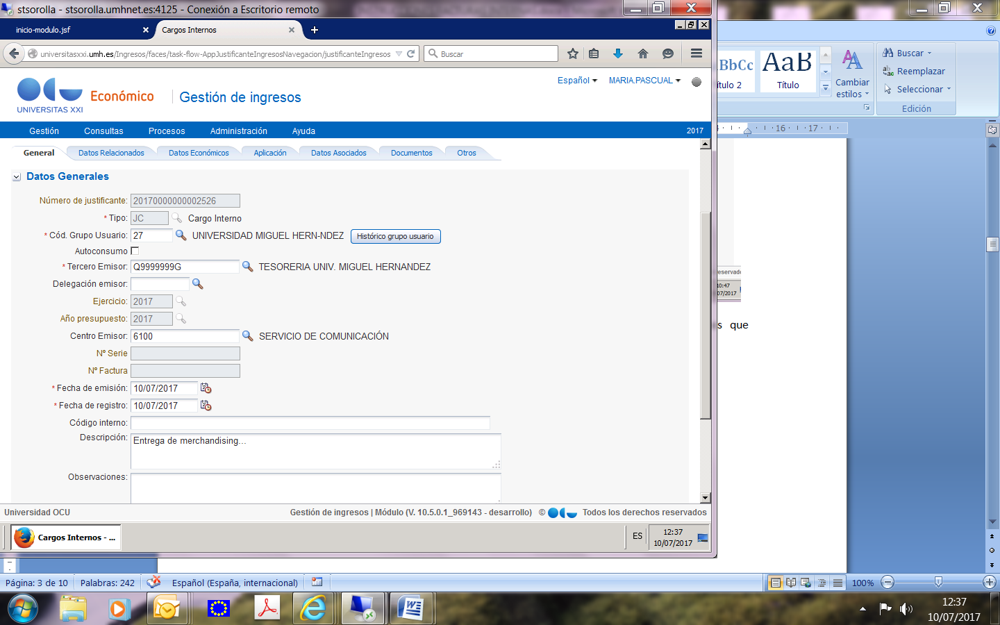 stsorolla - stsorolla.umhnet.es:4125 - Conexión a Escritorio remoto
inicio-modulo.jsf
Cargos Internos
universitasxxi.umh.es/Ingresos/faces/task-flow-AppJustificanteIngresosNavegacion/justificanteIngresos
Buscar
Español
MARIA.PASCUAL
UNIVERSITAS XXI
Económico
Gestión de ingresos
Gestión
Consultas
Procesos
Administración
Ayuda
2017
General
Datos Relacionados
Datos Económicos
Aplicación
Datos Asociados
Documentos
Otros
Datos Generales
Número de justificante: 20170000000002526
* Tipo: JC Cargo Interno
* Cód. Grupo Usuario: 27 UNIVERSIDAD MIGUEL HERN-NDEZ Histórico grupo usuario
Autoconsumo
* Tercero Emisor: Q9999999G TESORERIA UNIV. MIGUEL HERNANDEZ
Delegación emisor:
Ejercicio: 2017
Año presupuesto: 2017
Centro Emisor: 6100 SERVICIO DE COMUNICACIÓN
Nº Serie
Nº Factura
* Fecha de emisión: 10/07/2017
* Fecha de registro: 10/07/2017
Código interno:
Descripción: Entrega de merchandising...
Observaciones:
Universidad OCU
Gestión de ingresos | Módulo (V. 10.5.0.1_969143 - desarrollo) © Todos los derechos reservados
Cargos Internos - ...
ES
12:37
10/07/2017
BbCc
AaB
ítulo 2
Título
Cambiar
estilos
Buscar
Reemplazar
Seleccionar
Edición
16
17
reservado
10:47
07/2017
s que
Página: 3 de 10
Palabras: 242
Español (España, internacional)
100%
12:37
10/07/2017